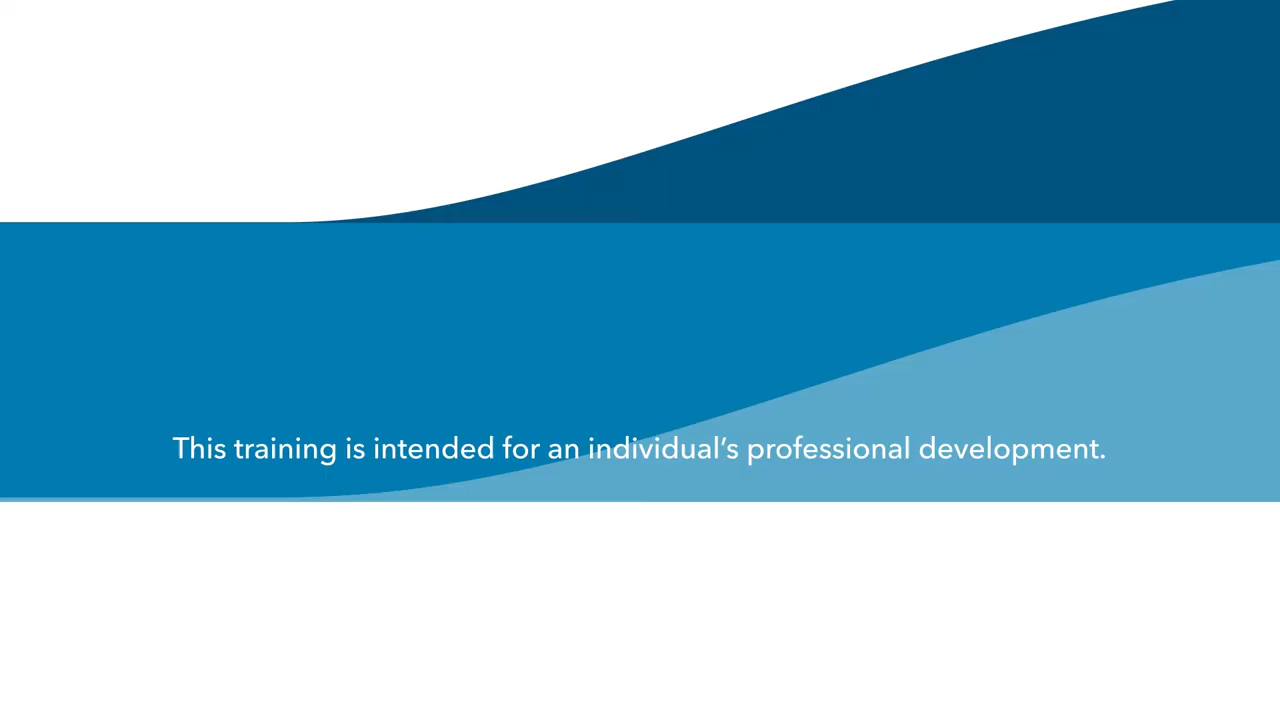 This training is intended for an individual’s professional development.